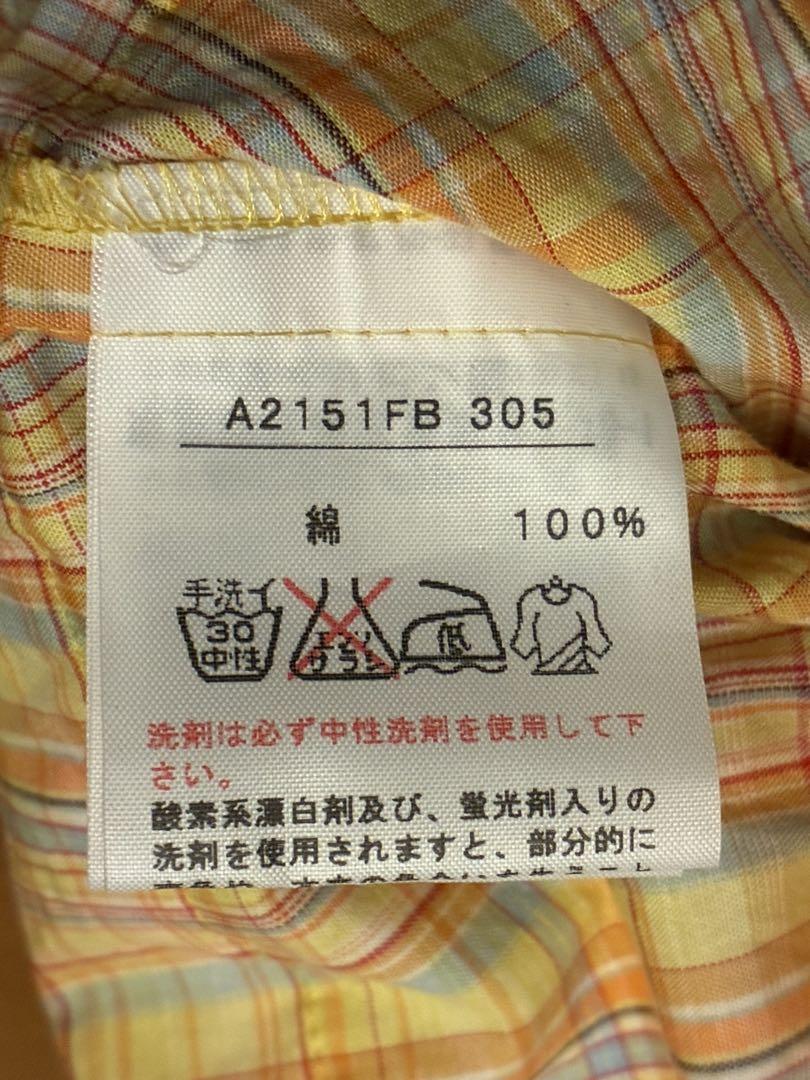 A2151FB 305
綿 100%
手洗イ
30
中性
エンソ
サラシ
低
洗剤は必ず中性洗剤を使用して下
さい。
酸素系漂白剤及び、蛍光剤入りの
洗剤を使用されますと、部分的に